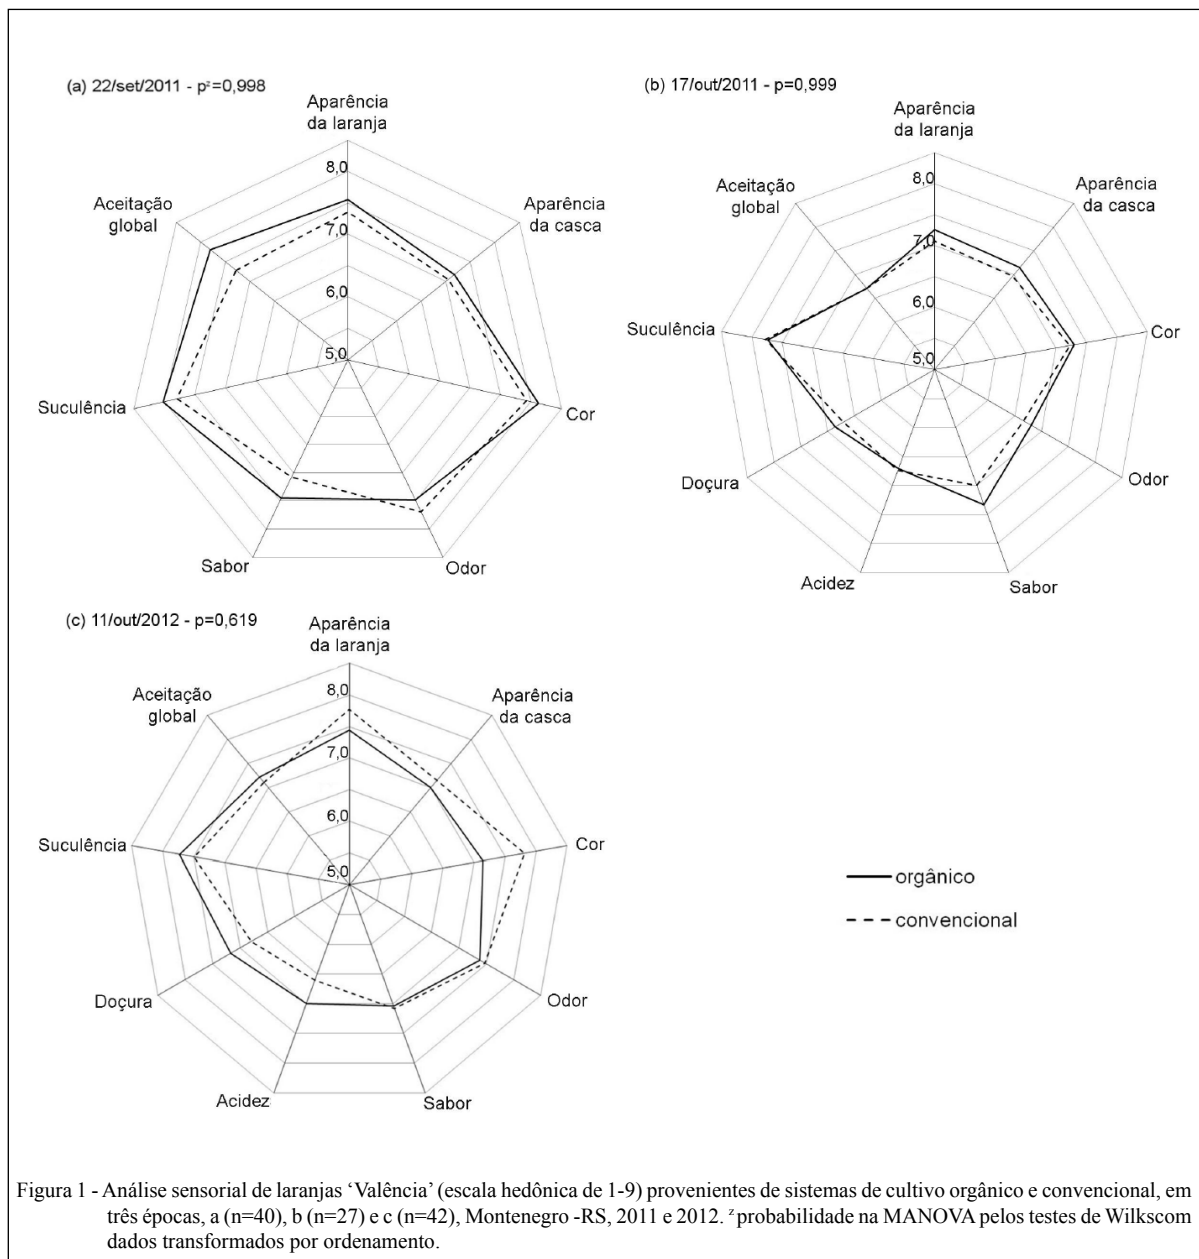 (a) 22/set/2011 - pᶻ=0,998
Aparência
da laranja
8,0
7,0
6,0
5,0
Aceitação
global
Aparência
da casca
Suculência
Cor
Sabor
Odor
(b) 17/out/2011 - p=0,999
Aparência
da laranja
8,0
7,0
6,0
5,0
Aceitação
global
Aparência
da casca
Suculência
Cor
Doçura
Odor
Acidez
Sabor
(c) 11/out/2012 - p=0,619
Aparência
da laranja
8,0
7,0
6,0
5,0
Aceitação
global
Aparência
da casca
Suculência
Cor
Doçura
Odor
Acidez
Sabor
orgânico
convencional
Figura 1 - Análise sensorial de laranjas ‘Valência’ (escala hedônica de 1-9) provenientes de sistemas de cultivo orgânico e convencional, em
três épocas, a (n=40), b (n=27) e c (n=42), Montenegro -RS, 2011 e 2012. ᶻprobabilidade na MANOVA pelos testes de Wilkscom
dados transformados por ordenamento.